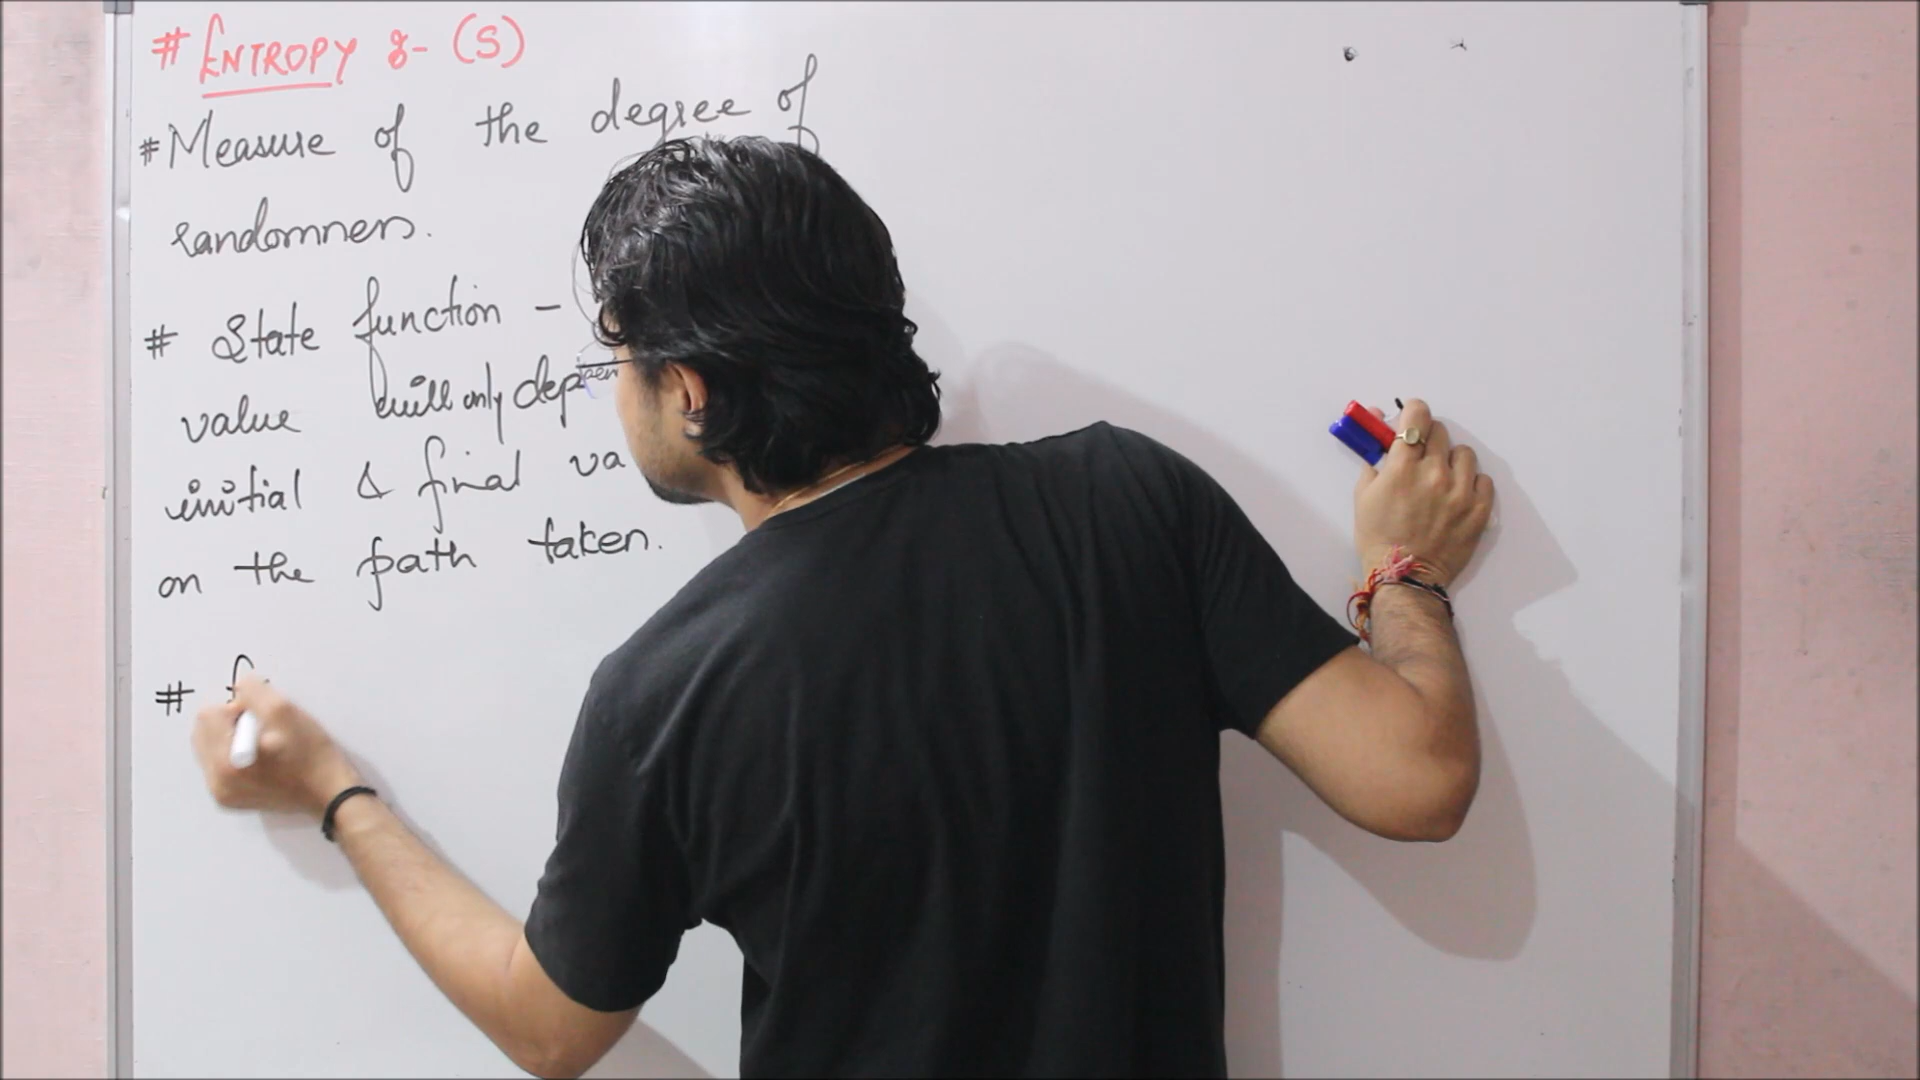 # ENTROPY :- (S)
# Measure of the degree of
randomness.
# State function -
value will only dep
initial & final va
on the path taken.
# f